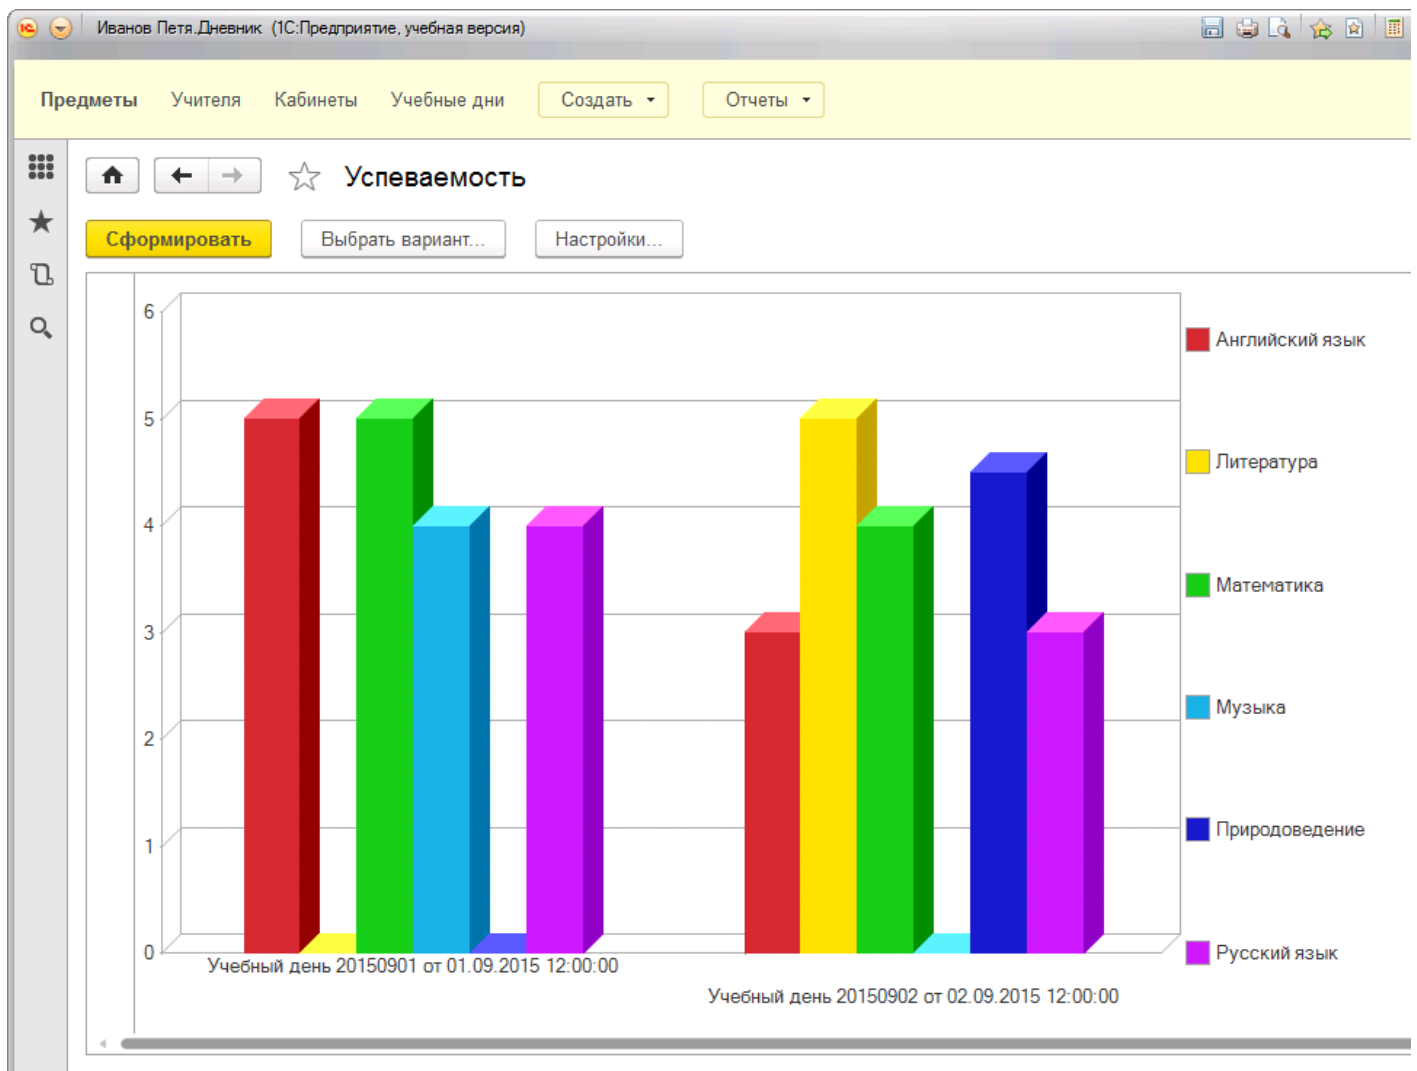 Иванов Петя.Дневник (1С:Предприятие, учебная версия)
Предметы Учителя Кабинеты Учебные дни Создать Отчеты
Успеваемость
Сформировать Выбрать вариант... Настройки...
6
5
4
3
2
1
0
Учебный день 20150901 от 01.09.2015 12:00:00
Учебный день 20150902 от 02.09.2015 12:00:00
Английский язык
Литература
Математика
Музыка
Природоведение
Русский язык